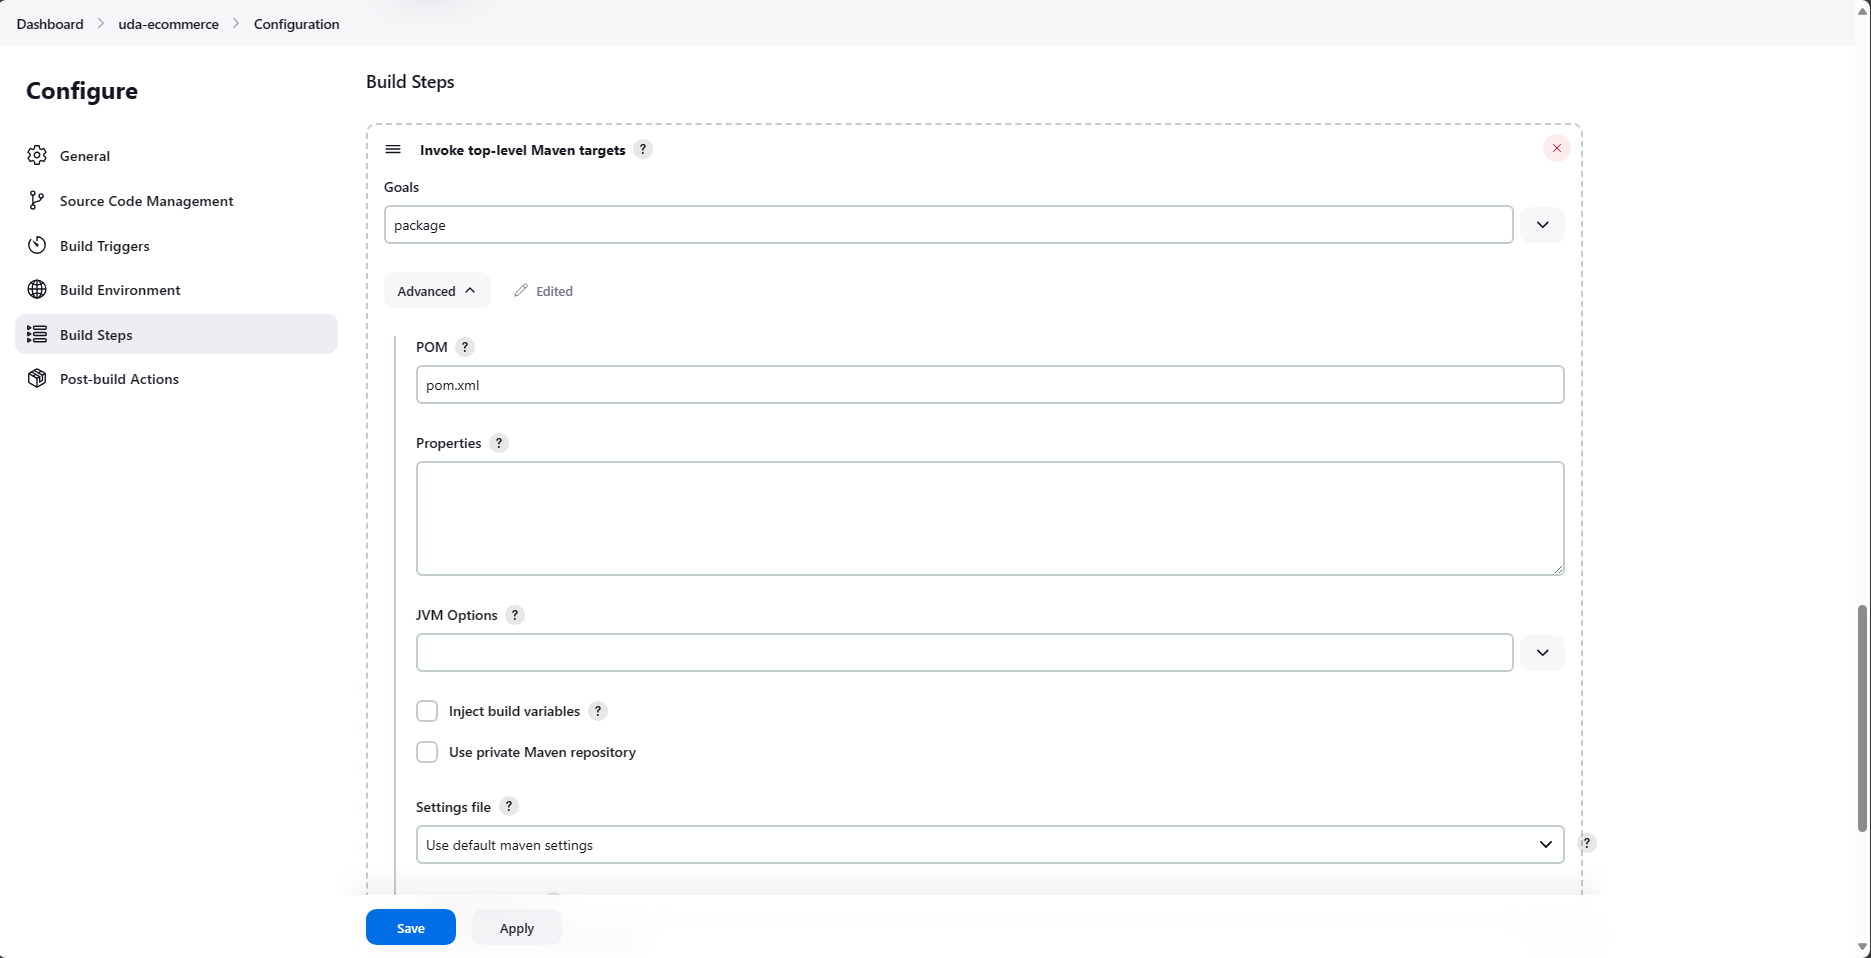 Dashboard > uda-ecommerce > Configuration
Configure
General
Source Code Management
Build Triggers
Build Environment
Build Steps
Post-build Actions
Build Steps
Invoke top-level Maven targets ?
Goals
package
Advanced Edited
POM ?
pom.xml
Properties ?
JVM Options ?
Inject build variables ?
Use private Maven repository
Settings file ?
Use default maven settings ?
Save Apply